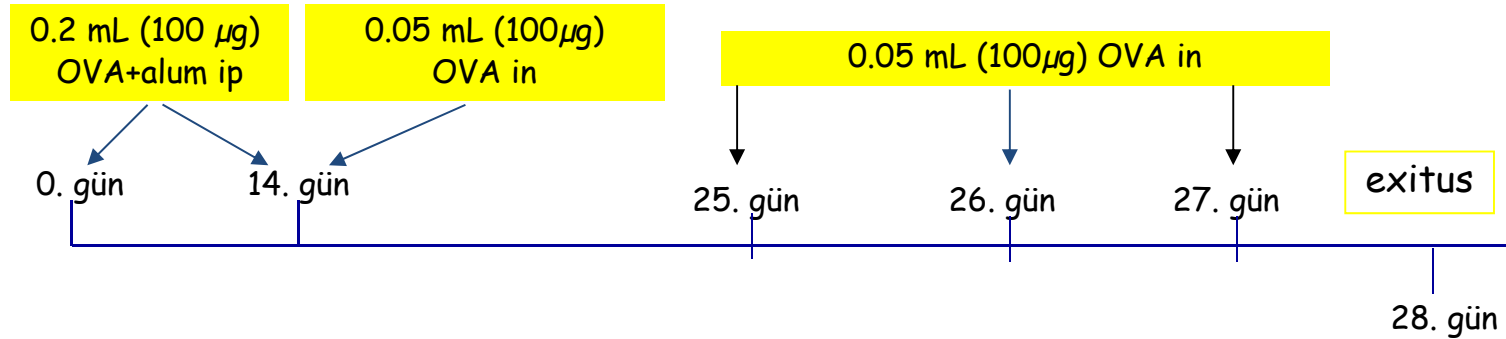 0.2 mL (100 µg)
OVA+alum ip
0.05 mL (100µg)
OVA in
0.05 mL (100µg) OVA in
0. gün
14. gün
25. gün
26. gün
27. gün
exitus
28. gün